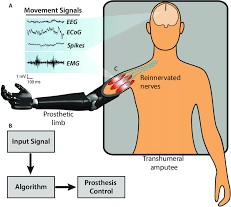 A
Movement Signals
EEG
ECoG
Spikes
EMG
1 mV
100 ms
C
Reinnervated
nerves
Prosthetic
limb
Transhumeral
amputee
B
Input Signal
Algorithm
Prosthesis
Control